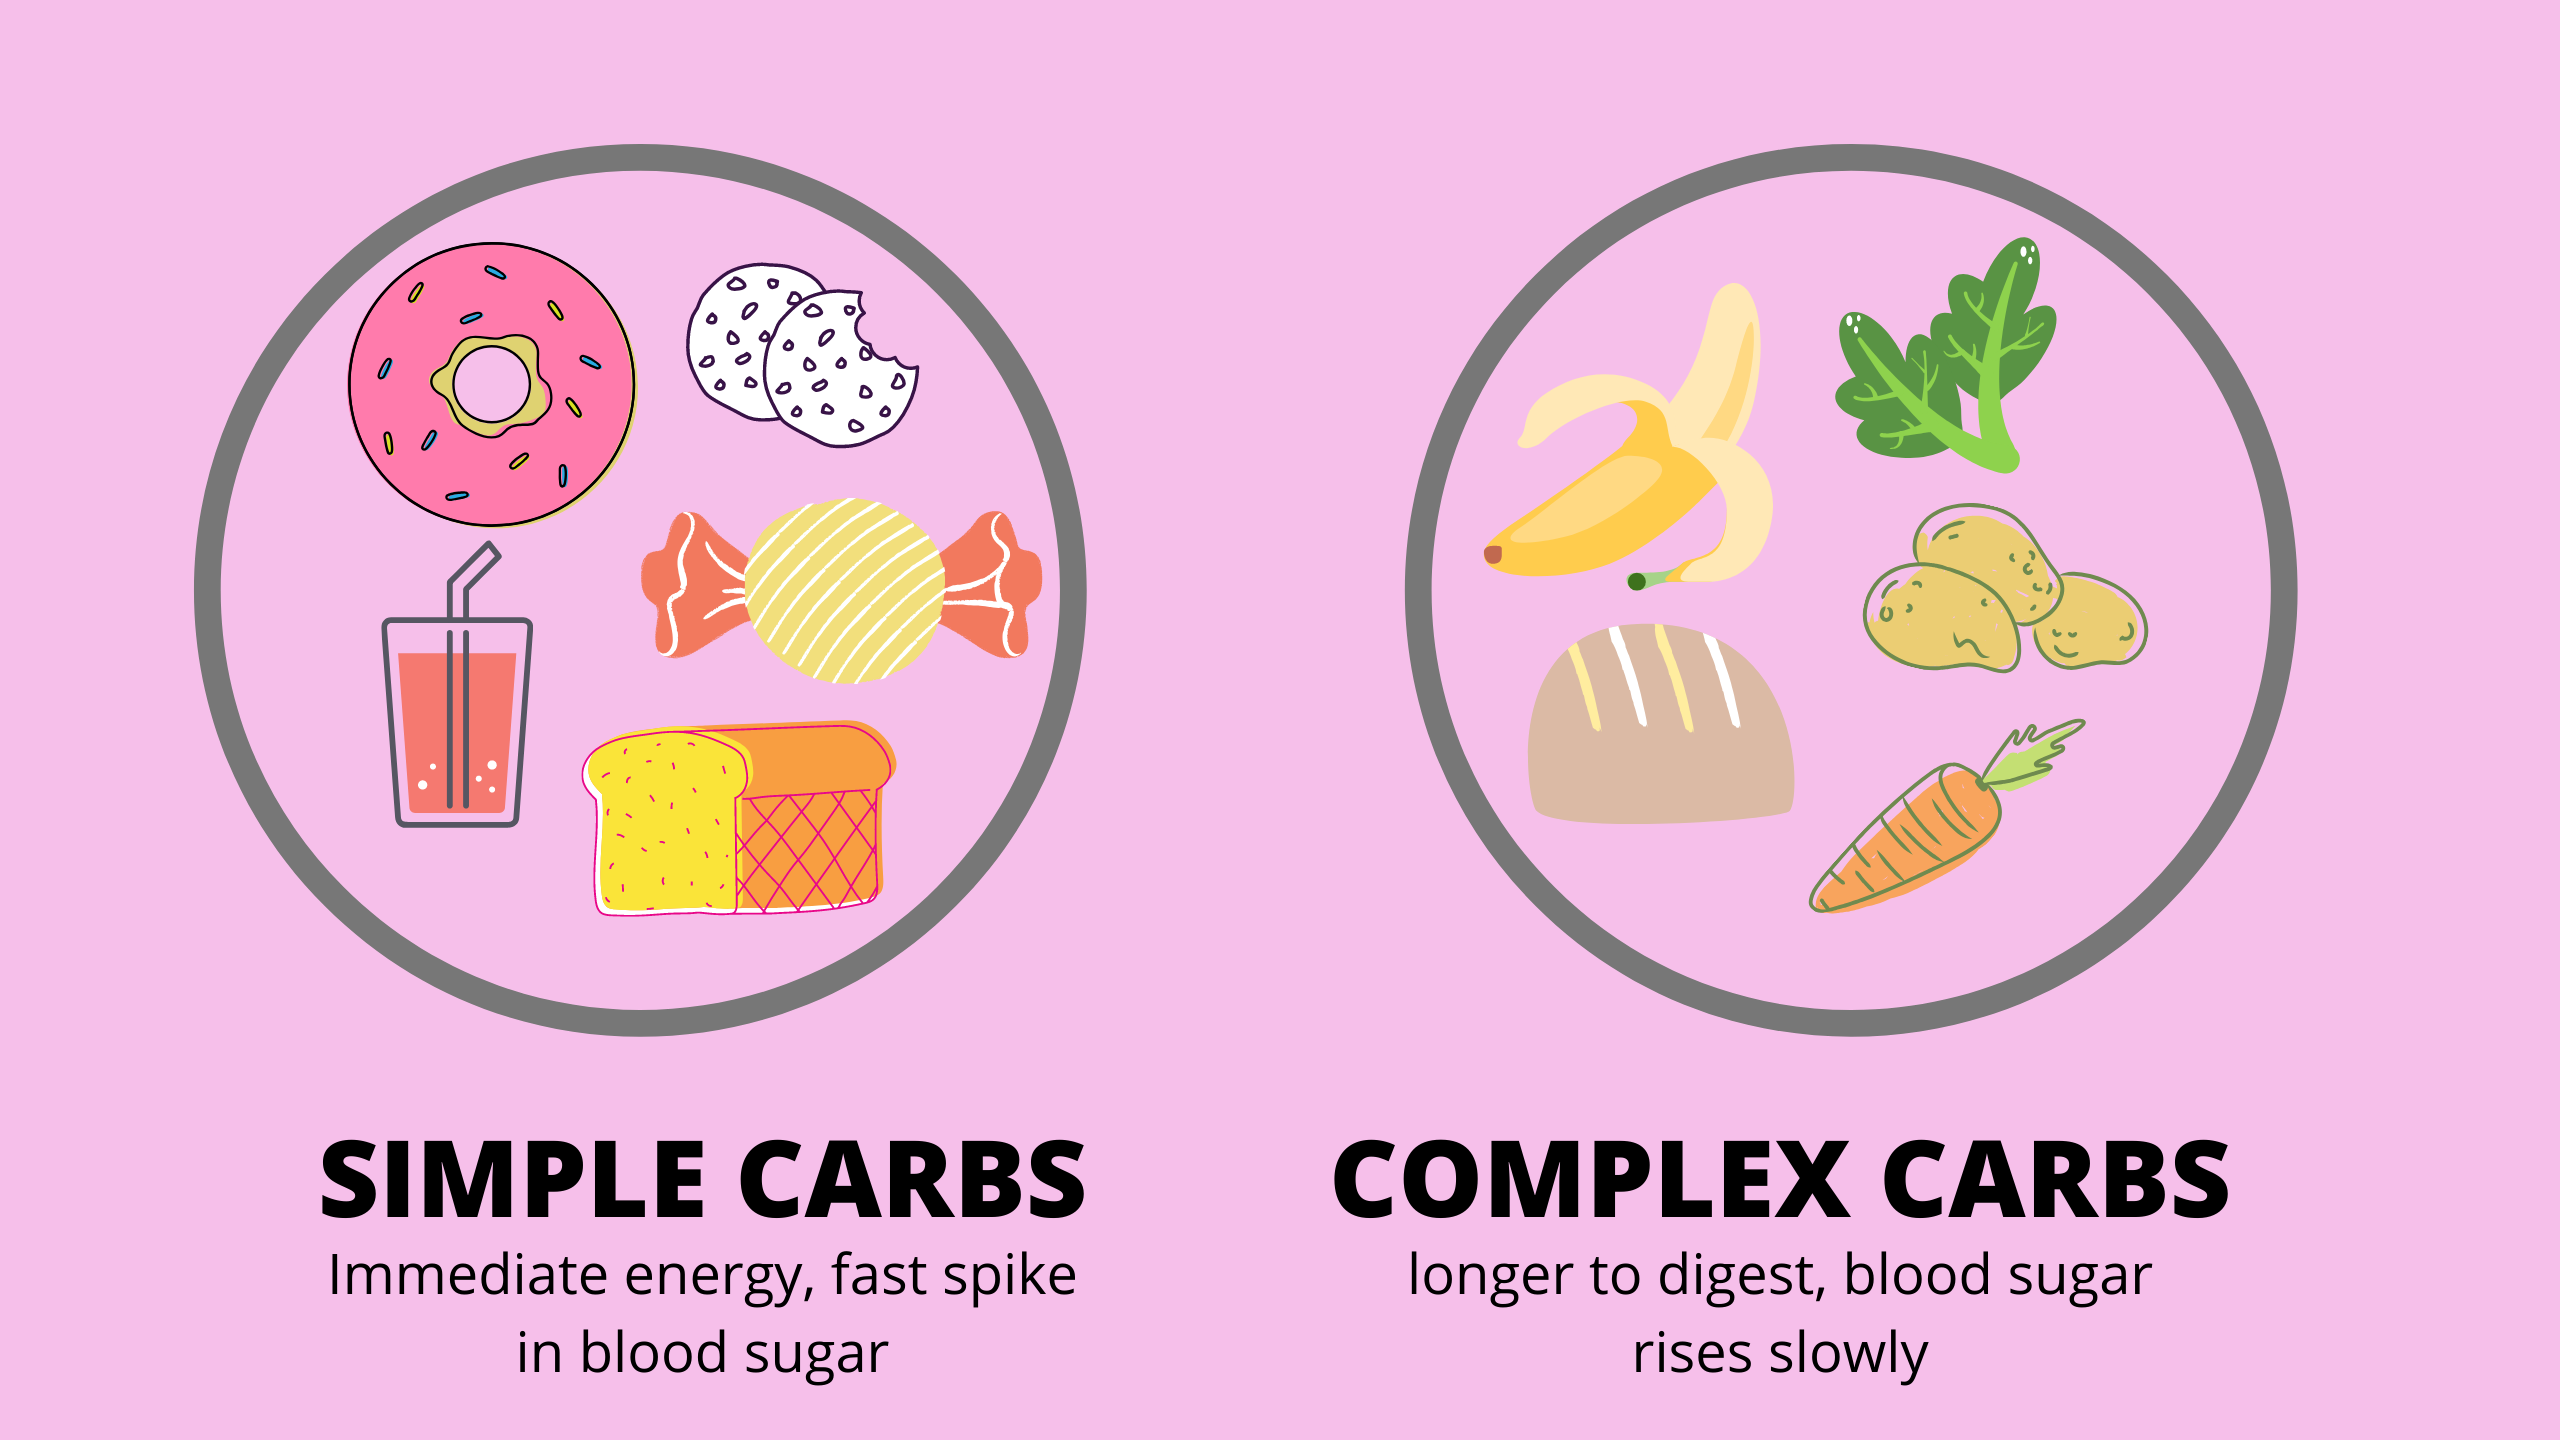 SIMPLE CARBS
Immediate energy, fast spike
in blood sugar
COMPLEX CARBS
longer to digest, blood sugar
rises slowly